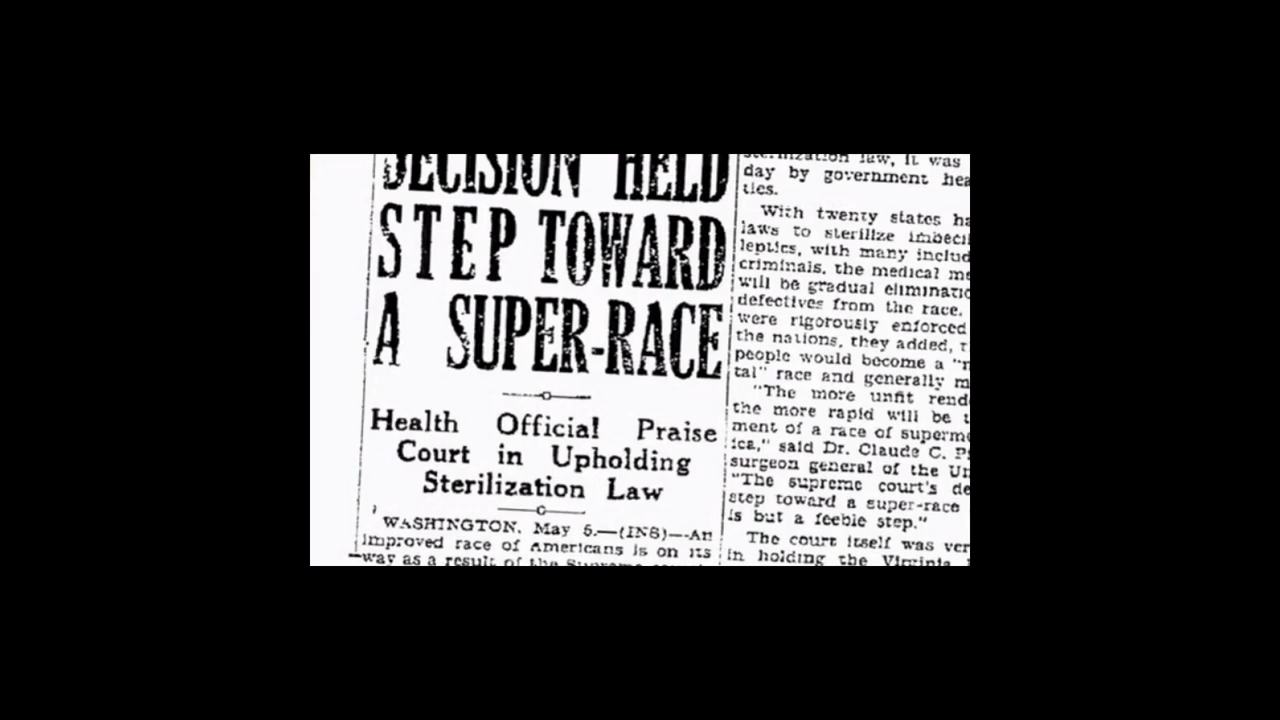 DECISION HELD
STEP TOWARD
A SUPER-RACE
Health Official Praise
Court in Upholding
Sterilization Law
WASHINGTON, May 5.—(INS)—An
improved race of Americans is on its
way as a result of the Supreme
sterilization law, it was
day by government hea
ties.
With twenty states ha
laws to sterilize imbeci
leptics, with many includ
criminals, the medical me
will be gradual eliminatio
defectives from the race.
were rigorously enforced
the nations, they added, t
people would become a "
tal" race and generally m
"The more unfit rend
the more rapid will be t
ment of a race of superme
ica," said Dr. Claude C. P
surgeon general of the Un
"The supreme court's de
step toward a super-race
is but a feeble step."
The court itself was ver
in holding the Virginia